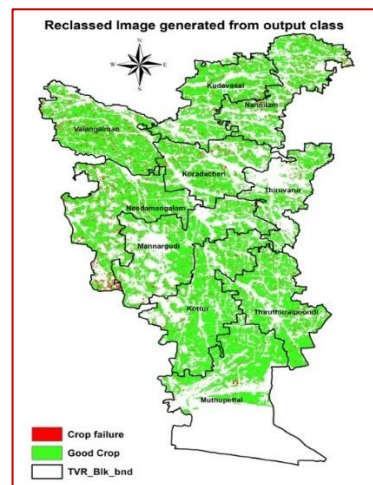 Reclassed Image generated from output class
N
W
E
S
Kudavasal
Nannilam
Valangaiman
Koradacheri
Thiruvarur
Needamangalam
Mannargudi
Kottur
Thiruthuraipoondi
Muthupettai
Crop failure
Good Crop
TVR_Blk_bnd